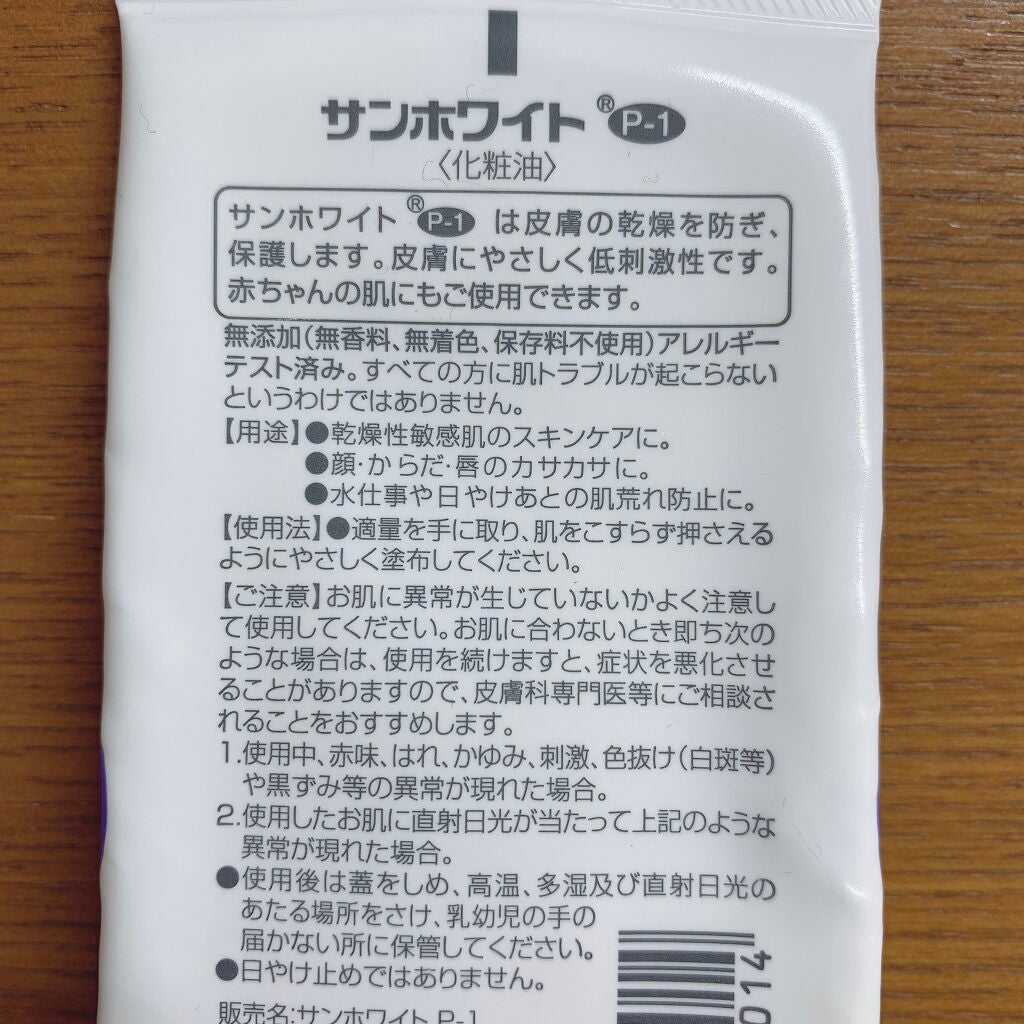 サンホワイト® P-1
〈化粧油〉
サンホワイト® P-1 は皮膚の乾燥を防ぎ、
保護します。皮膚にやさしく低刺激性です。
赤ちゃんの肌にもご使用できます。
無添加(無香料、無着色、保存料不使用)アレルギー
テスト済み。すべての方に肌トラブルが起こらない
というわけではありません。
【用途】●乾燥性敏感肌のスキンケアに。
●顔・からだ・唇のカサカサに。
●水仕事や日やけあとの肌荒れ防止に。
【使用法】●適量を手に取り、肌をこすらず押さえる
ようにやさしく塗布してください。
【ご注意】お肌に異常が生じていないかよく注意し
て使用してください。お肌に合わないとき即ち次の
ような場合は、使用を続けますと、症状を悪化させ
ることがありますので、皮膚科専門医等にご相談さ
れることをおすすめします。
1.使用中、赤味、はれ、かゆみ、刺激、色抜け(白斑等)
や黒ずみ等の異常が現れた場合。
2.使用したお肌に直射日光が当たって上記のような
異常が現れた場合。
●使用後は蓋をしめ、高温、多湿及び直射日光の
あたる場所をさけ、乳幼児の手の
届かない所に保管してください。
●日やけ止めではありません。
販売名:サンホワイト P-1
014